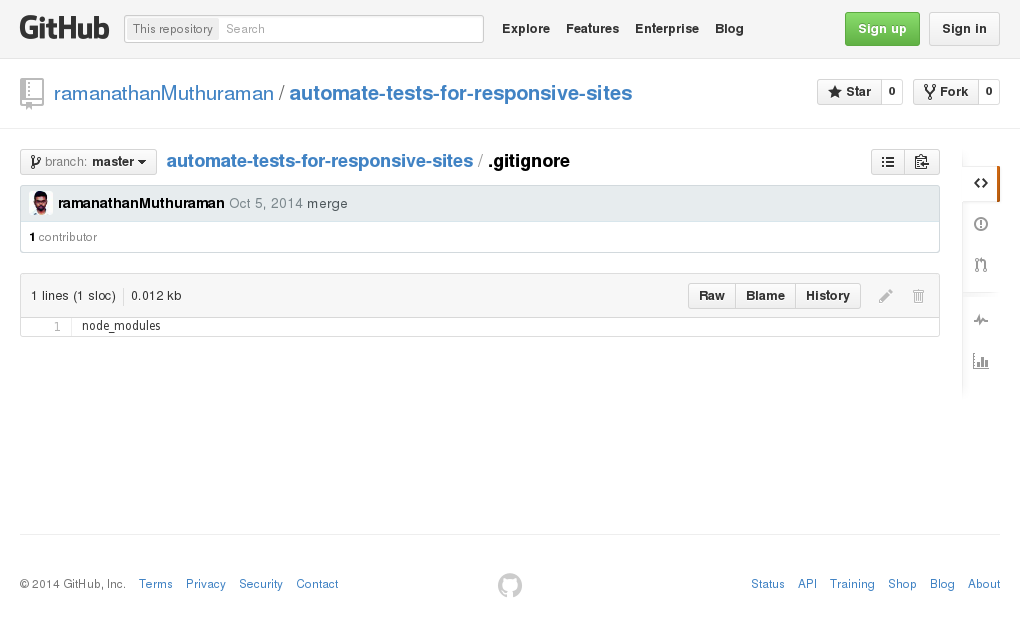 GitHub This repository Search Explore Features Enterprise Blog Sign up Sign in
ramanathanMuthuraman / automate-tests-for-responsive-sites Star 0 Fork 0
branch: master automate-tests-for-responsive-sites / .gitignore
ramanathanMuthuraman Oct 5, 2014 merge
1 contributor
1 lines (1 sloc) 0.012 kb Raw Blame History
1 node_modules
© 2014 GitHub, Inc. Terms Privacy Security Contact Status API Training Shop Blog About